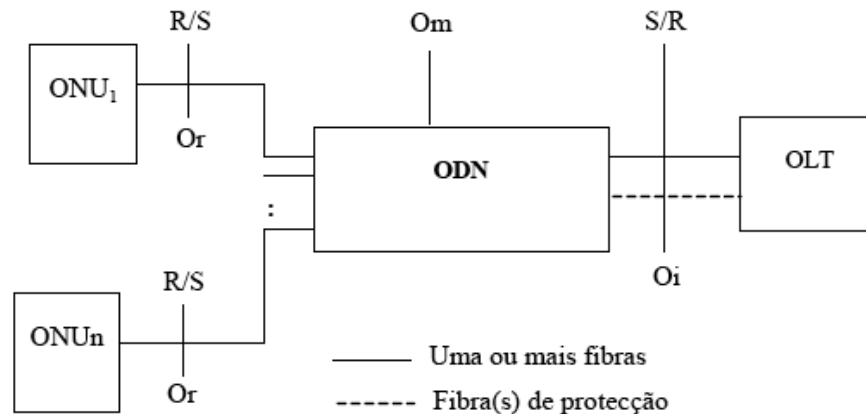 R/S
Om
S/R
ONU1
Or
ODN
OLT
:
R/S
Oi
ONUn
Or
Uma ou mais fibras
Fibra(s) de protecção